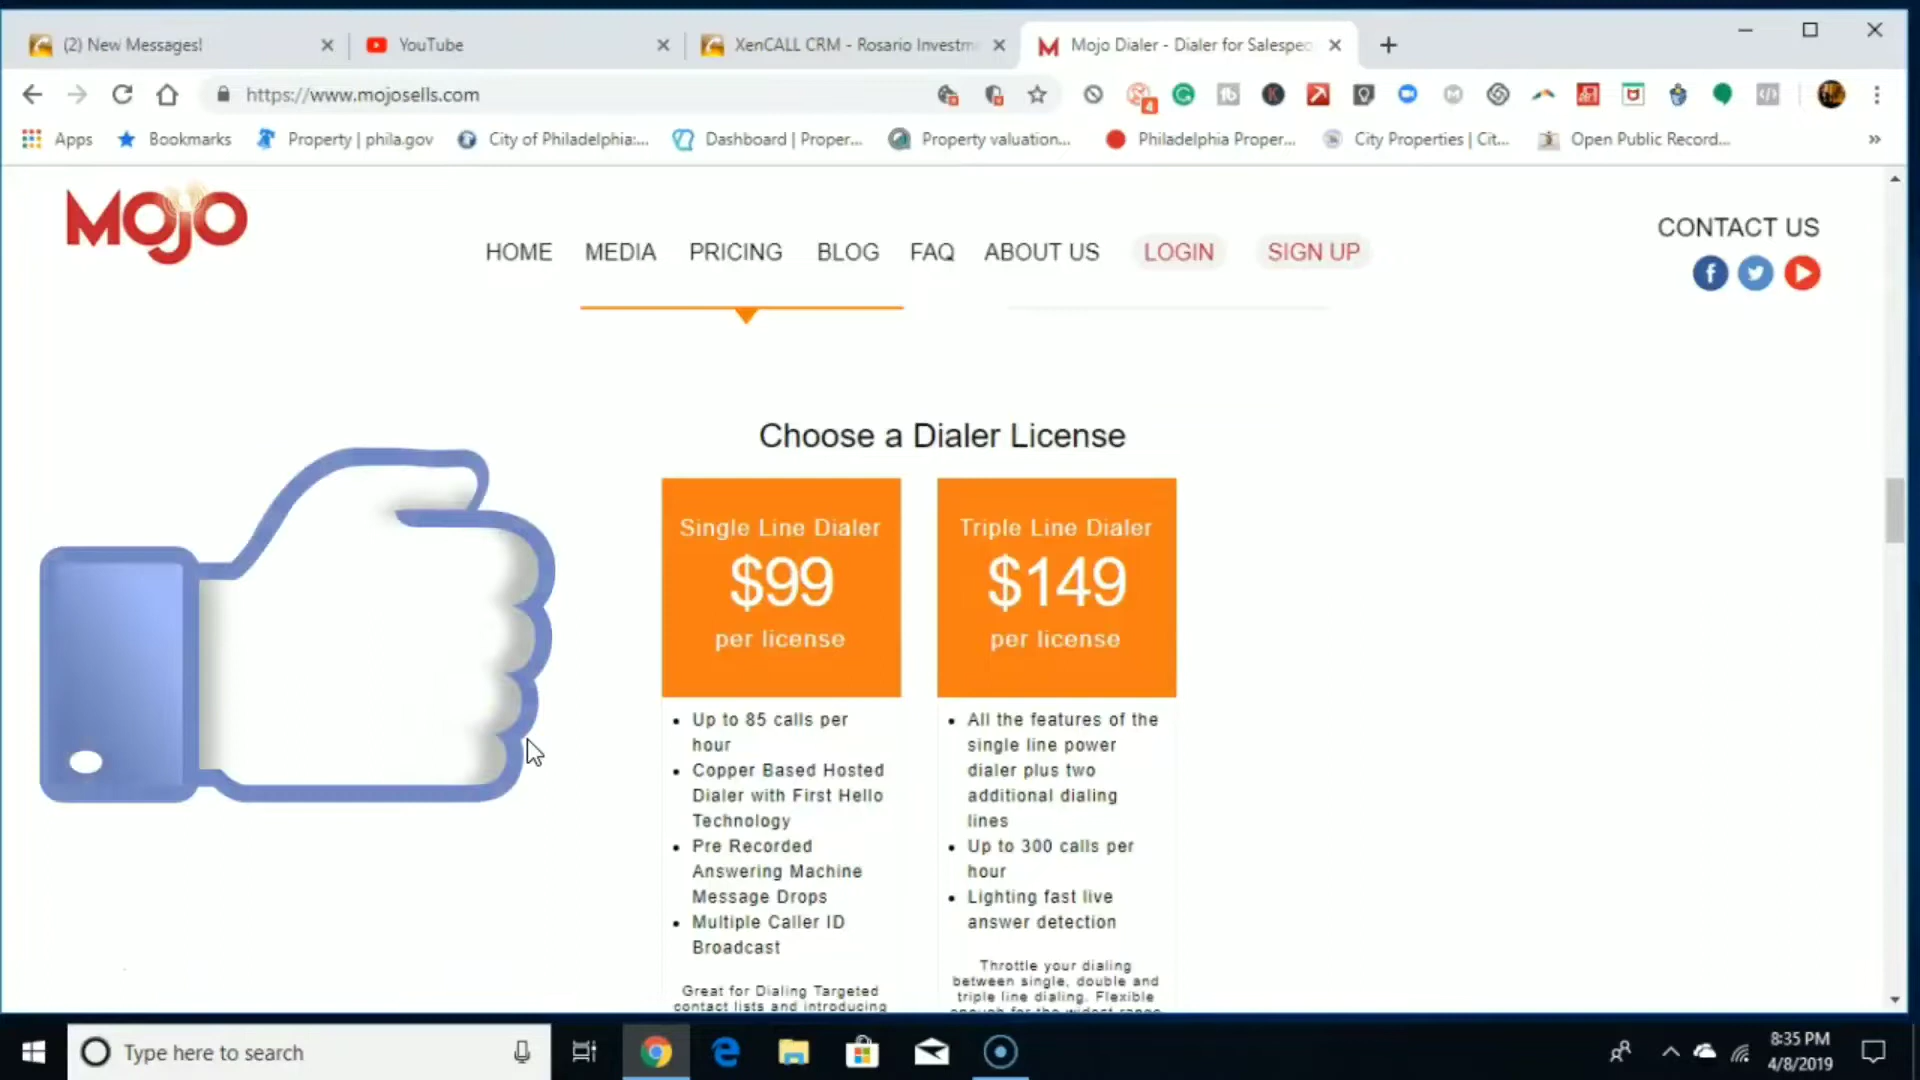 (2) New Messages!
YouTube
XenCALL CRM - Rosario Investm
Mojo Dialer - Dialer for Salespeo
https://www.mojosells.com
Apps
Bookmarks
Property | phila.gov
City of Philadelphia:...
Dashboard | Proper...
Property valuation...
Philadelphia Proper...
City Properties | Cit...
Open Public Record...
MOJO
HOME
MEDIA
PRICING
BLOG
FAQ
ABOUT US
LOGIN
SIGN UP
CONTACT US
Choose a Dialer License
Single Line Dialer
$99
per license
• Up to 85 calls per
hour
• Copper Based Hosted
Dialer with First Hello
Technology
• Pre Recorded
Answering Machine
Message Drops
• Multiple Caller ID
Broadcast
Great for Dialing Targeted
contact lists and introducing
Triple Line Dialer
$149
per license
• All the features of the
single line power
dialer plus two
additional dialing
lines
• Up to 300 calls per
hour
• Lighting fast live
answer detection
Throttle your dialing
between single, double and
triple line dialing. Flexible
enough for the widest range
Type here to search
8:35 PM
4/8/2019